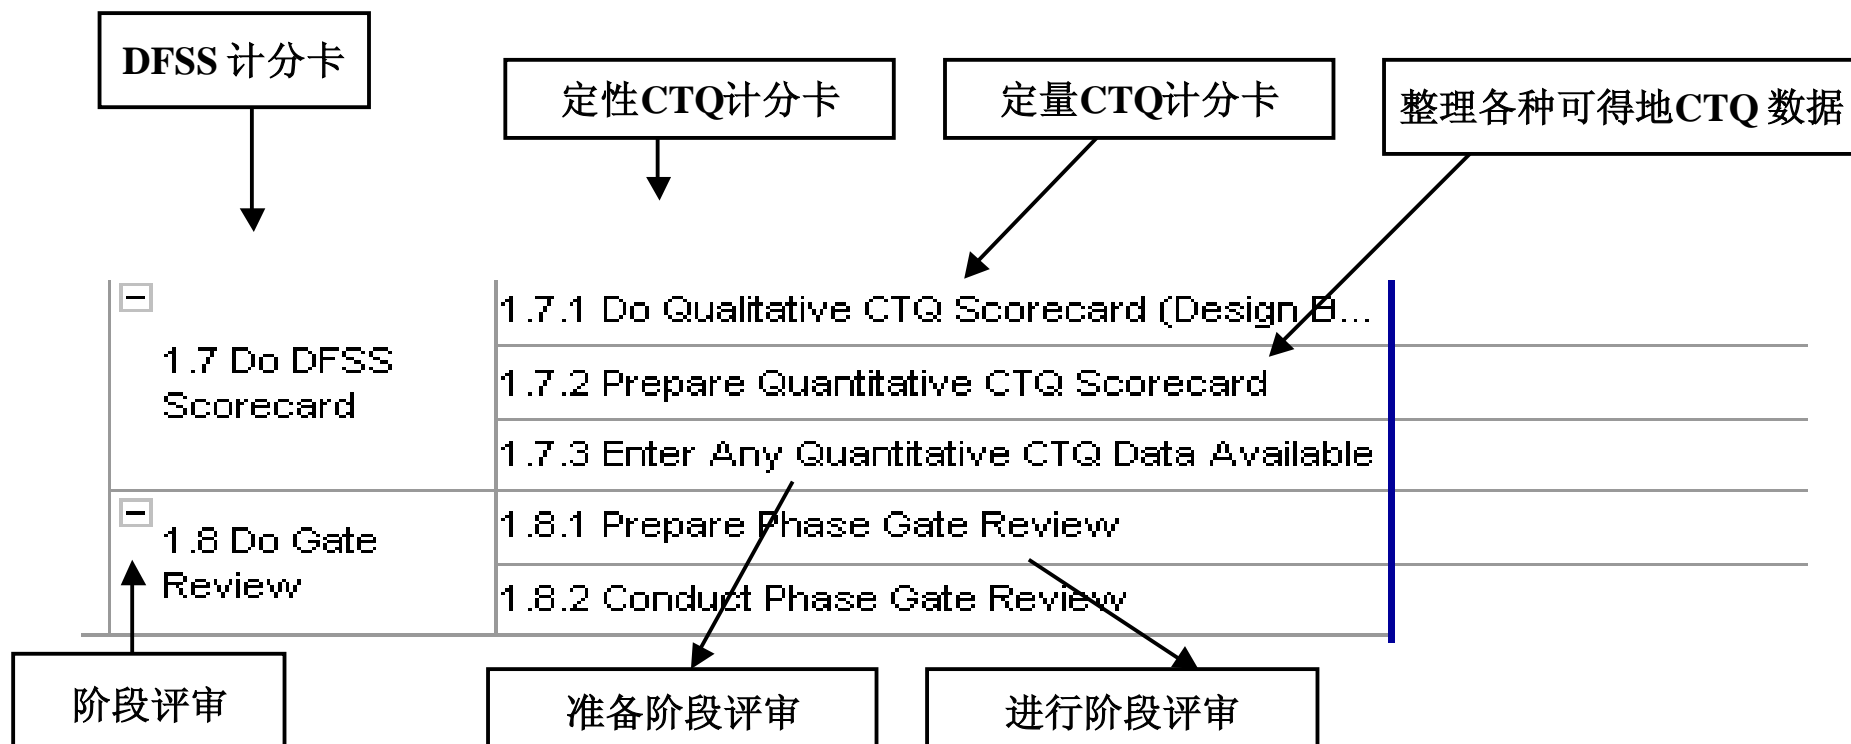 DFSS 计分卡
定性CTQ计分卡
定量CTQ计分卡
整理各种可得地CTQ 数据
1.7 Do DFSS
Scorecard
1.7.1 Do Qualitative CTQ Scorecard (Design B...
1.7.2 Prepare Quantitative CTQ Scorecard
1.7.3 Enter Any Quantitative CTQ Data Available
1.8 Do Gate
Review
1.8.1 Prepare Phase Gate Review
1.8.2 Conduct Phase Gate Review
阶段评审
准备阶段评审
进行阶段评审